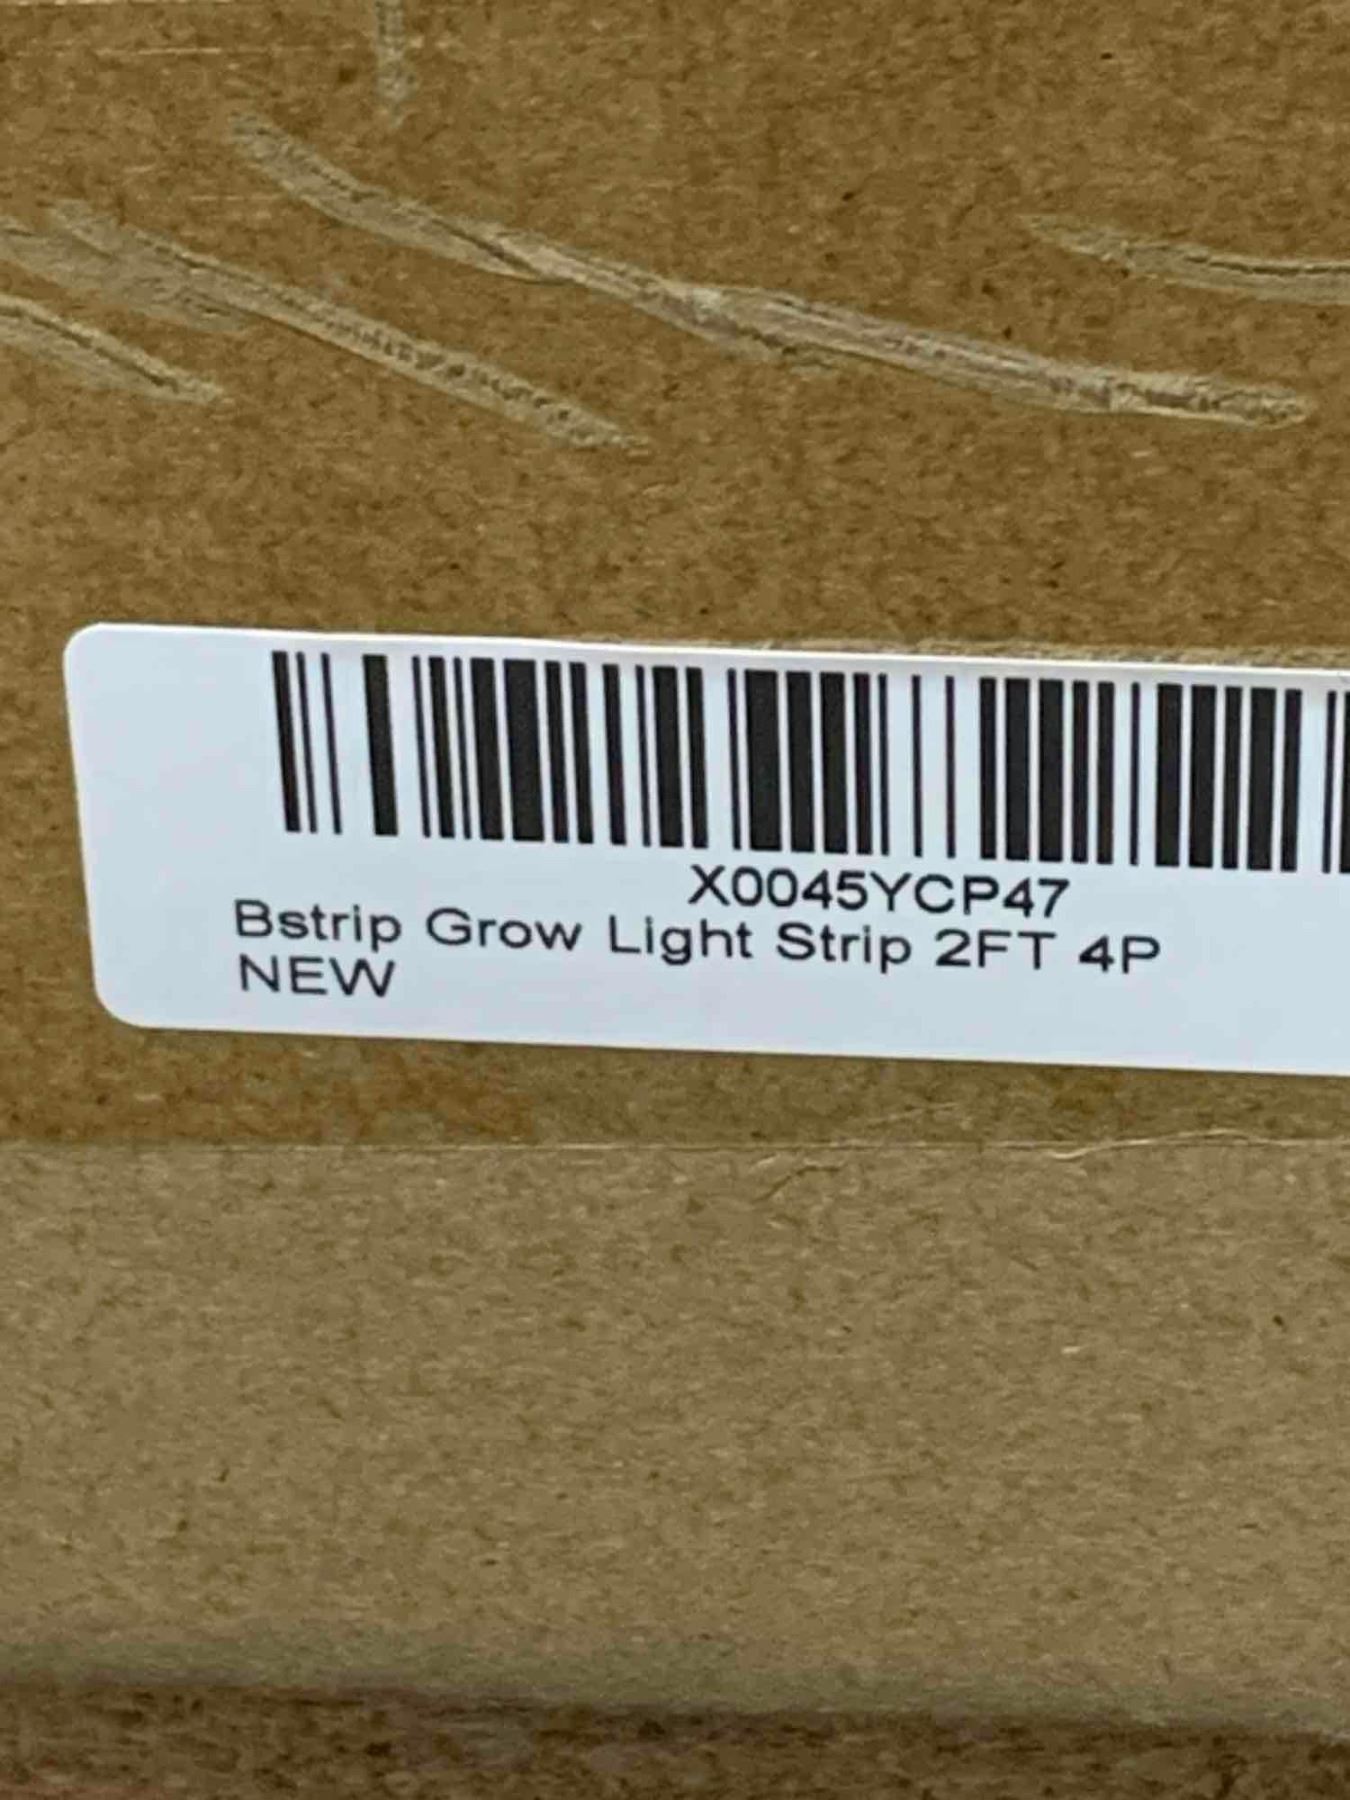 X0045YCP47
Bstrip Grow Light Strip 2FT 4P
NEW